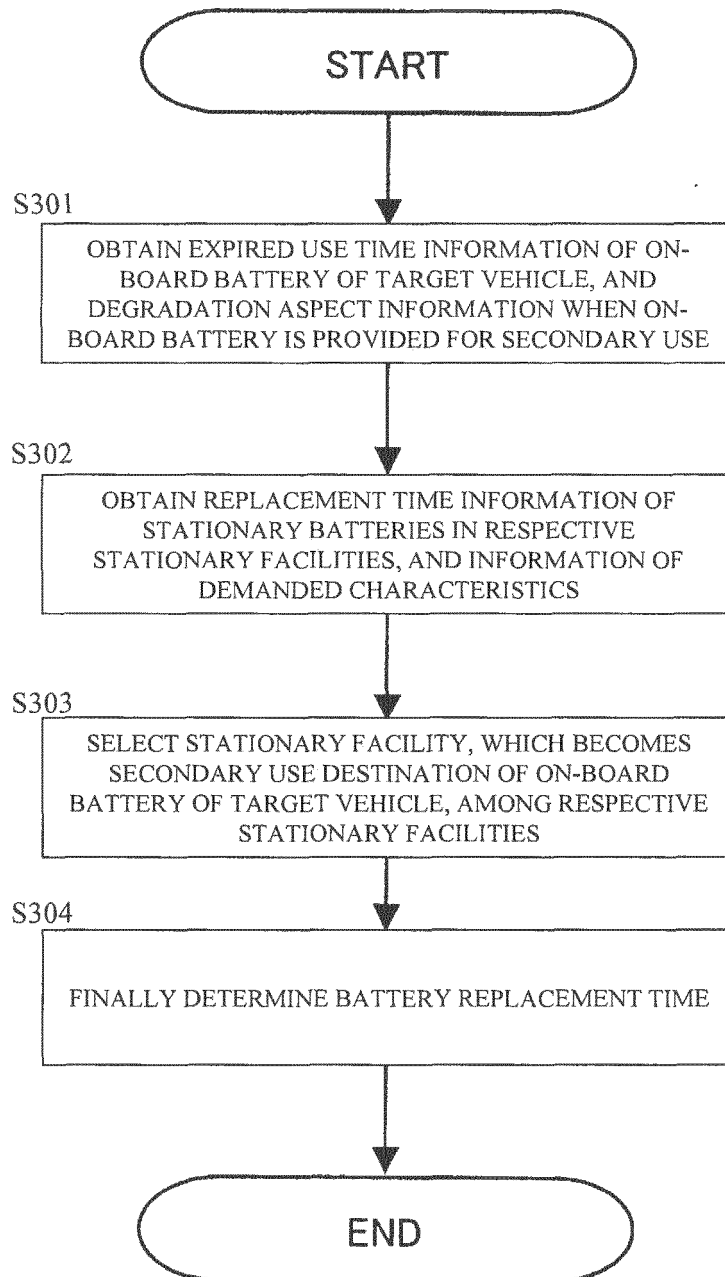 START
S301
OBTAIN EXPIRED USE TIME INFORMATION OF ON-
BOARD BATTERY OF TARGET VEHICLE, AND
DEGRADATION ASPECT INFORMATION WHEN ON-
BOARD BATTERY IS PROVIDED FOR SECONDARY USE
S302
OBTAIN REPLACEMENT TIME INFORMATION OF
STATIONARY BATTERIES IN RESPECTIVE
STATIONARY FACILITIES, AND INFORMATION OF
DEMANDED CHARACTERISTICS
S303
SELECT STATIONARY FACILITY, WHICH BECOMES
SECONDARY USE DESTINATION OF ON-BOARD
BATTERY OF TARGET VEHICLE, AMONG RESPECTIVE
STATIONARY FACILITIES
S304
FINALLY DETERMINE BATTERY REPLACEMENT TIME
END